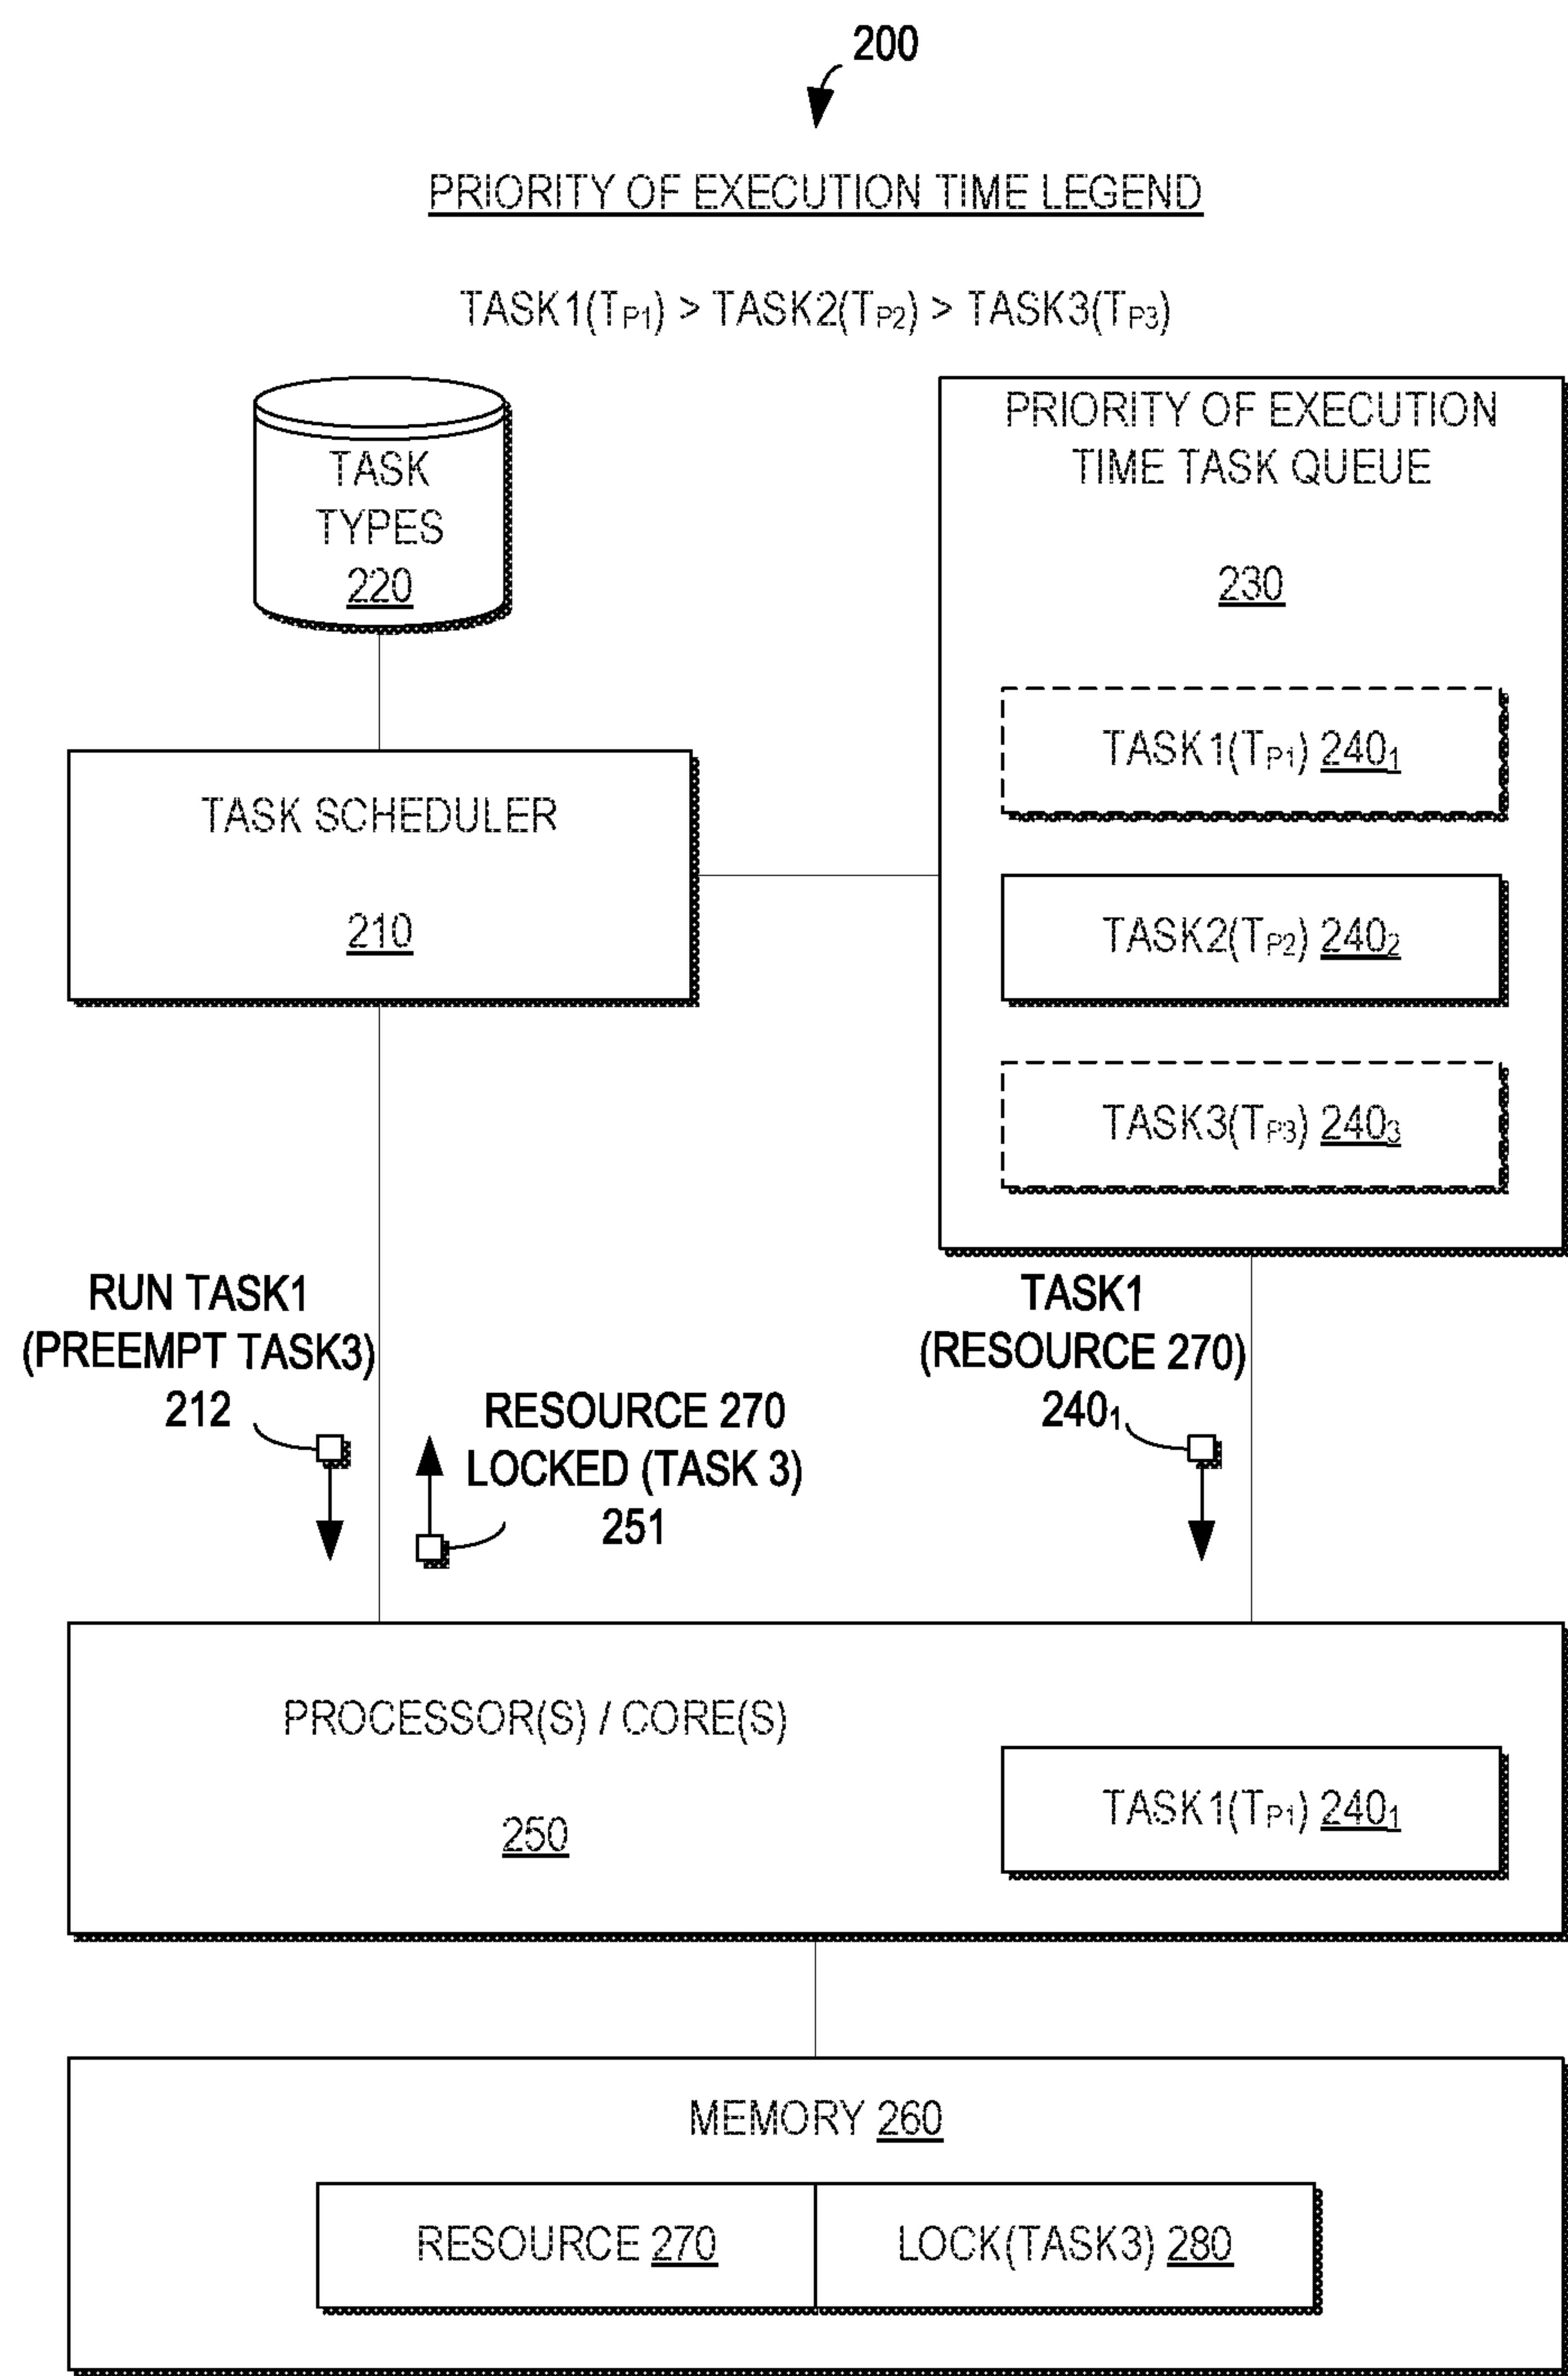 200
PRIORITY OF EXECUTION TIME LEGEND
TASK1(TP1) > TASK2(TP2) > TASK3(TP3)
TASK
TYPES
220
PRIORITY OF EXECUTION
TIME TASK QUEUE
230
TASK1(TP1) 240₁
TASK2(TP2) 240₂
TASK3(TP3) 240₃
TASK SCHEDULER
210
RUN TASK1
(PREEMPT TASK3)
212
RESOURCE 270
LOCKED (TASK 3)
251
TASK1
(RESOURCE 270)
240₁
PROCESSOR(S) / CORE(S)
250
TASK1(TP1) 240₁
MEMORY 260
RESOURCE 270
LOCK(TASK3) 280